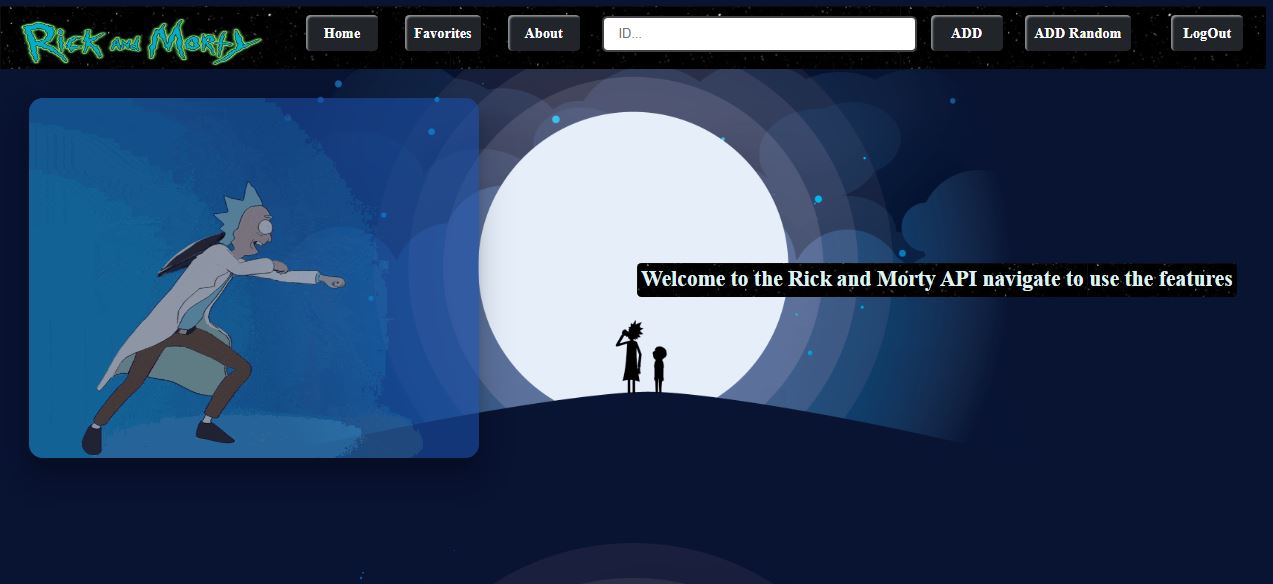 Rick and Morty
Home
Favorites
About
ID...
ADD
ADD Random
LogOut
Welcome to the Rick and Morty API navigate to use the features